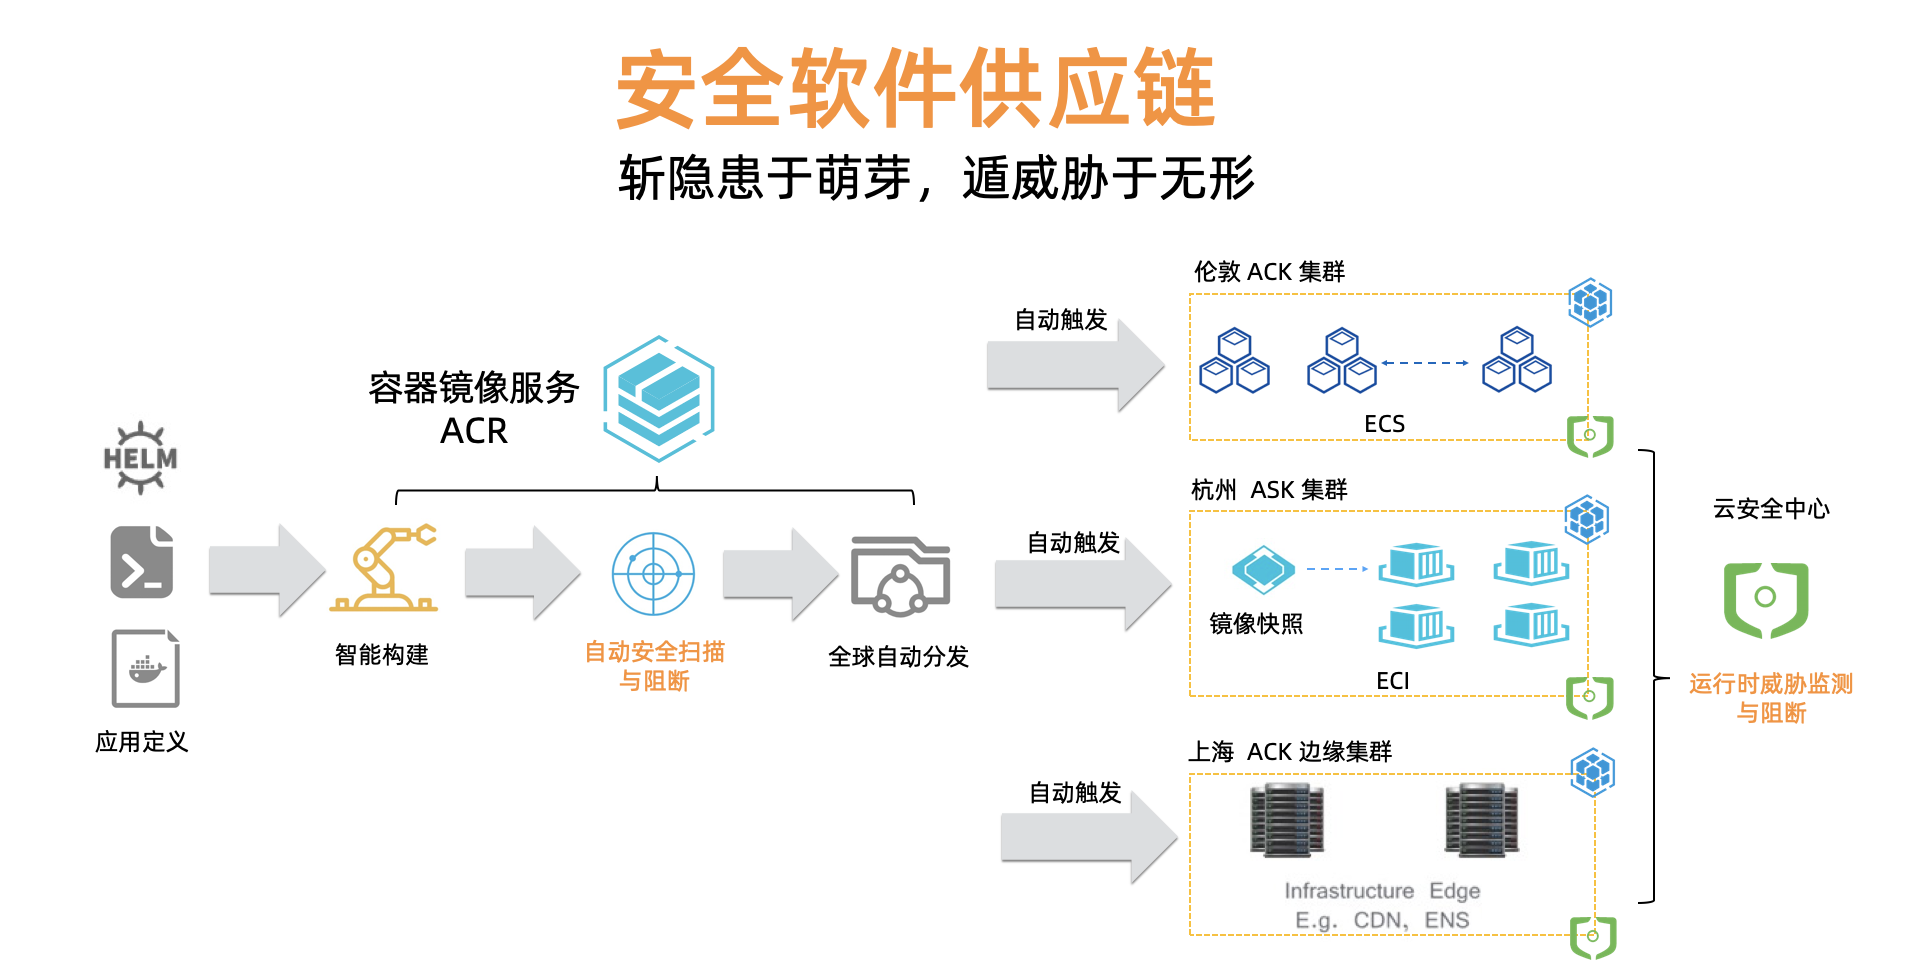 安全软件供应链
斩隐患于萌芽，遁威胁于无形
容器镜像服务
ACR
HELM
应用定义
智能构建
自动安全扫描
与阻断
全球自动分发
自动触发
伦敦 ACK 集群
ECS
自动触发
杭州 ASK 集群
镜像快照
ECI
自动触发
上海 ACK 边缘集群
Infrastructure Edge
E.g. CDN, ENS
云安全中心
运行时威胁监测
与阻断